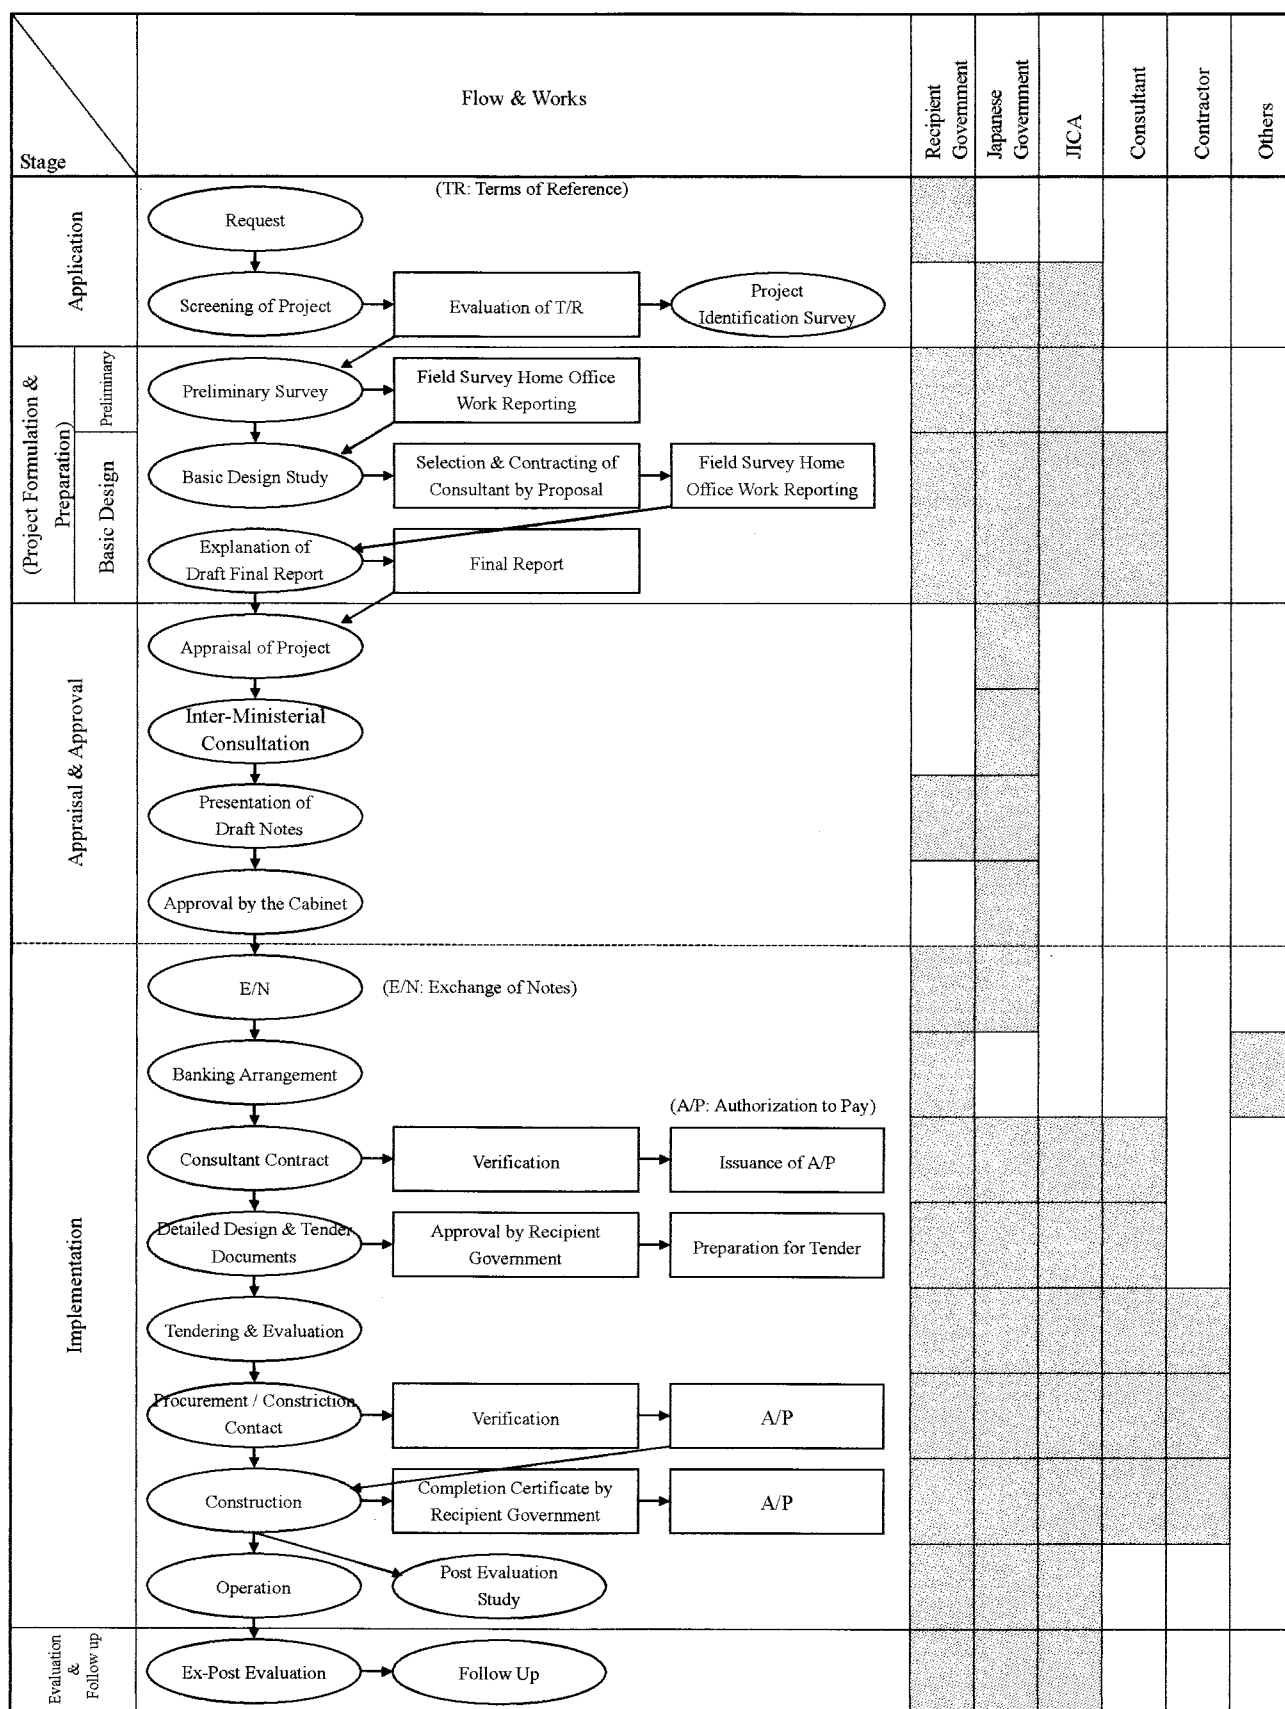 Stage
Flow & Works
Recipient
Government
Japanese
Government
JICA
Consultant
Contractor
Others
Application
(TR: Terms of Reference)
Request
Screening of Project
Evaluation of T/R
Project
Identification Survey
(Project Formulation &
Preparation)
Preliminary
Preliminary Survey
Field Survey Home Office
Work Reporting
Basic Design
Basic Design Study
Selection & Contracting of
Consultant by Proposal
Field Survey Home
Office Work Reporting
Explanation of
Draft Final Report
Final Report
Appraisal & Approval
Appraisal of Project
Inter-Ministerial
Consultation
Presentation of
Draft Notes
Approval by the Cabinet
Implementation
E/N
(E/N: Exchange of Notes)
Banking Arrangement
(A/P: Authorization to Pay)
Consultant Contract
Verification
Issuance of A/P
Detailed Design & Tender
Documents
Approval by Recipient
Government
Preparation for Tender
Tendering & Evaluation
Procurement / Constriction
Contact
Verification
A/P
Construction
Completion Certificate by
Recipient Government
A/P
Operation
Post Evaluation
Study
Evaluation
&
Follow up
Ex-Post Evaluation
Follow Up